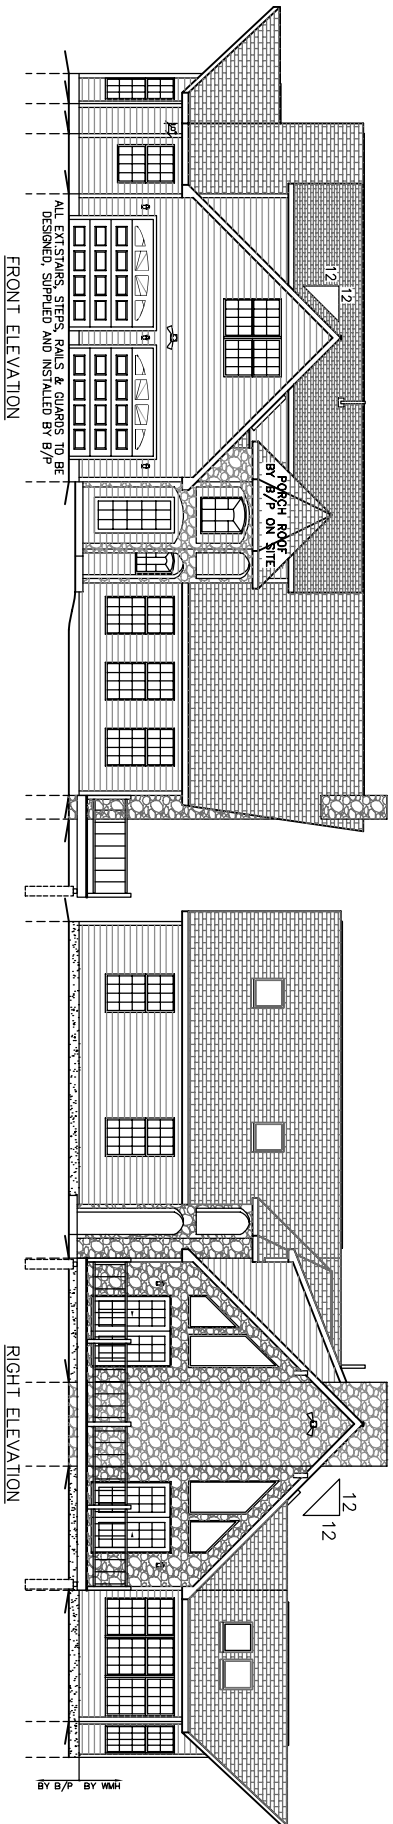 12
12
10"
PORCH ROOF
BY B/P ON SITE
ALL EXT.STAIRS, STEPS, RAILS & GUARDS TO BE
DESIGNED, SUPPLIED AND INSTALLED BY B/P
FRONT ELEVATION
12
12
BY WMH
BY B/P
RIGHT ELEVATION